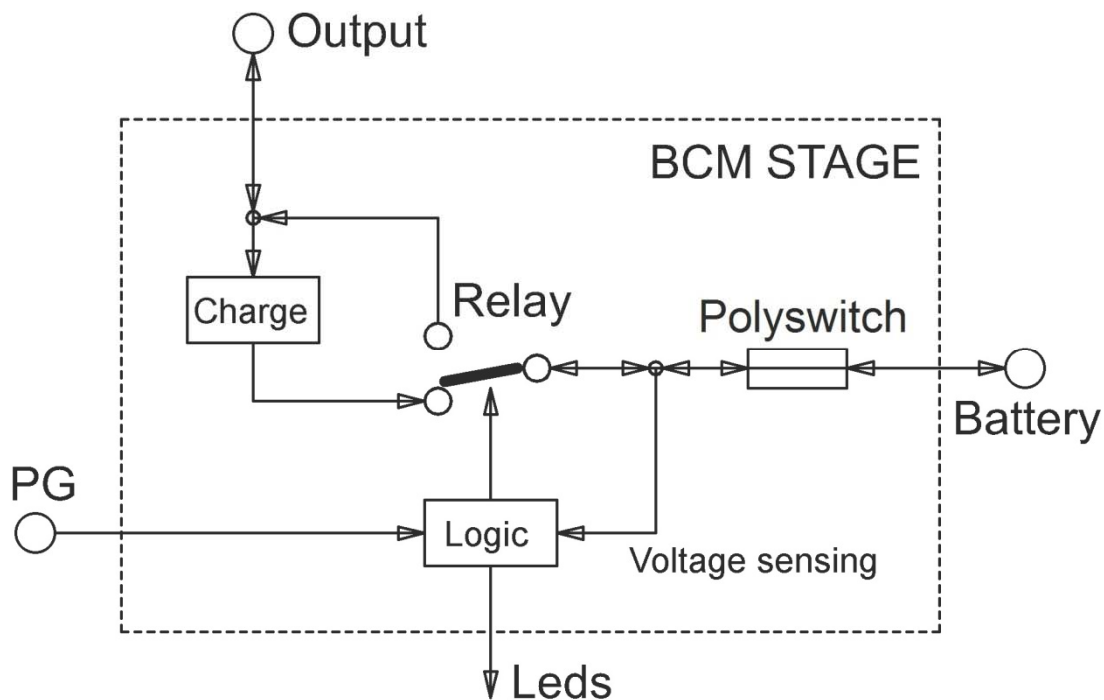 Output
BCM STAGE
Charge
Relay
Polyswitch
Battery
PG
Logic
Voltage sensing
Leds